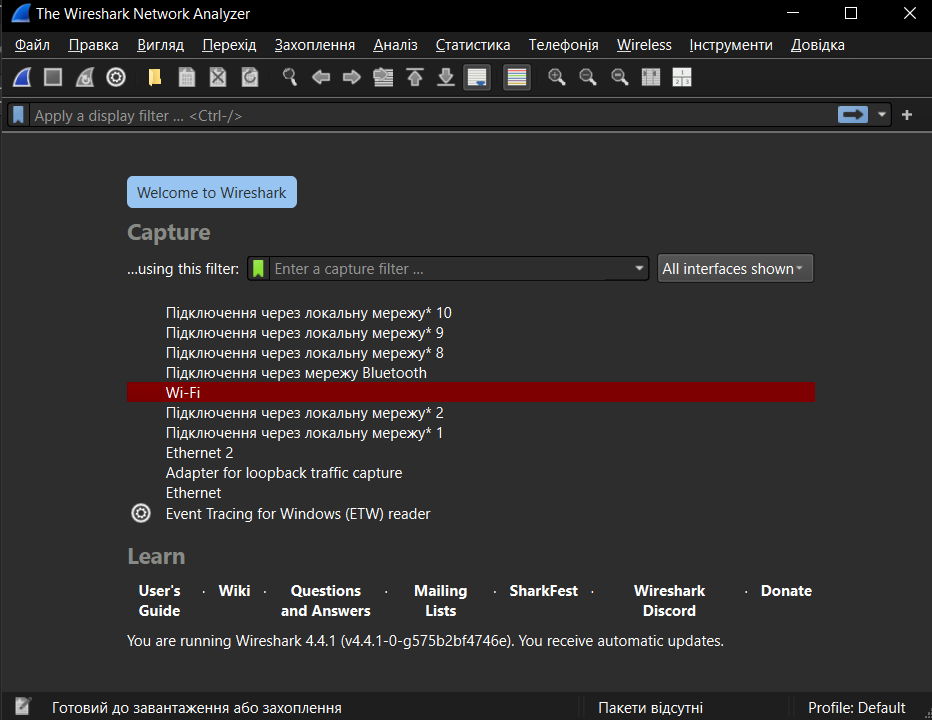 The Wireshark Network Analyzer
Файл Правка Вигляд Перехід Захоплення Аналіз Статистика Телефонія Wireless Інструменти Довідка
Apply a display filter ... <Ctrl-/>
Welcome to Wireshark
Capture
...using this filter: Enter a capture filter ... All interfaces shown
Підключення через локальну мережу* 10
Підключення через локальну мережу* 9
Підключення через локальну мережу* 8
Підключення через мережу Bluetooth
Wi-Fi
Підключення через локальну мережу* 2
Підключення через локальну мережу* 1
Ethernet 2
Adapter for loopback traffic capture
Ethernet
Event Tracing for Windows (ETW) reader
Learn
User's Guide · Wiki · Questions and Answers · Mailing Lists · SharkFest · Wireshark Discord · Donate
You are running Wireshark 4.4.1 (v4.4.1-0-g575b2bf4746e). You receive automatic updates.
Готовий до завантаження або захоплення Пакети відсутні Profile: Default